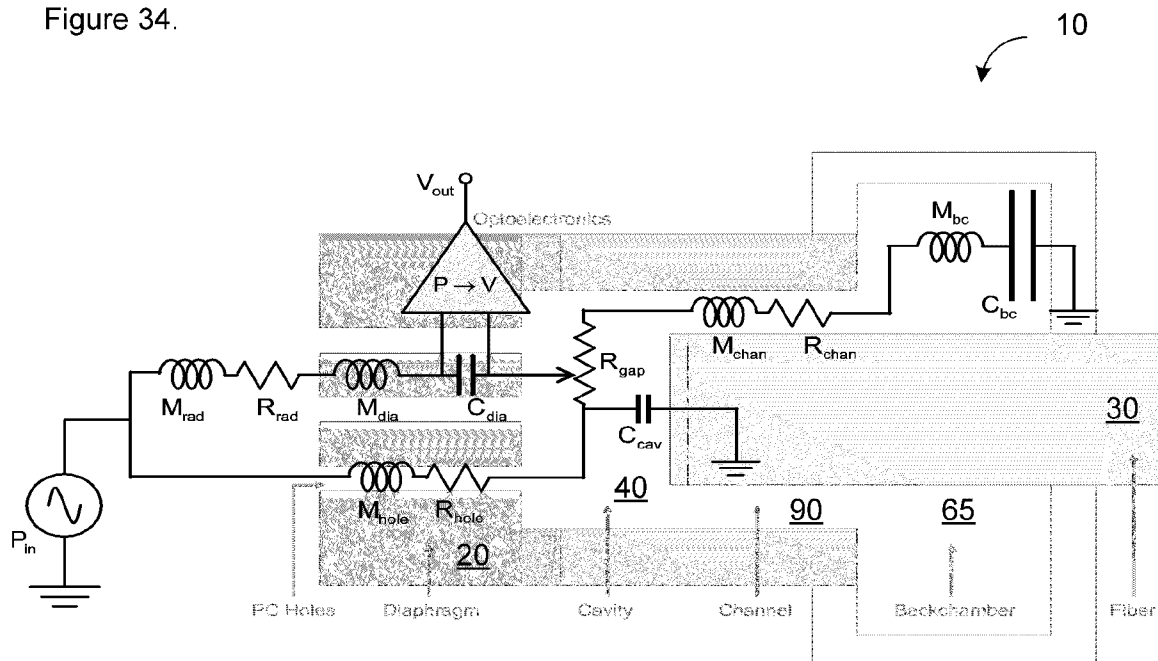 Figure 34.
10
Vout
Optoelectronics
P → V
Mbc
Cbc
Mchan
Rchan
Rgap
Mrad
Rrad
Mdia
Cdia
Ccav
30
Mhole
Rhole
40
90
65
Pin
20
PC Holes
Diaphragm
Cavity
Channel
Backchamber
Fiber